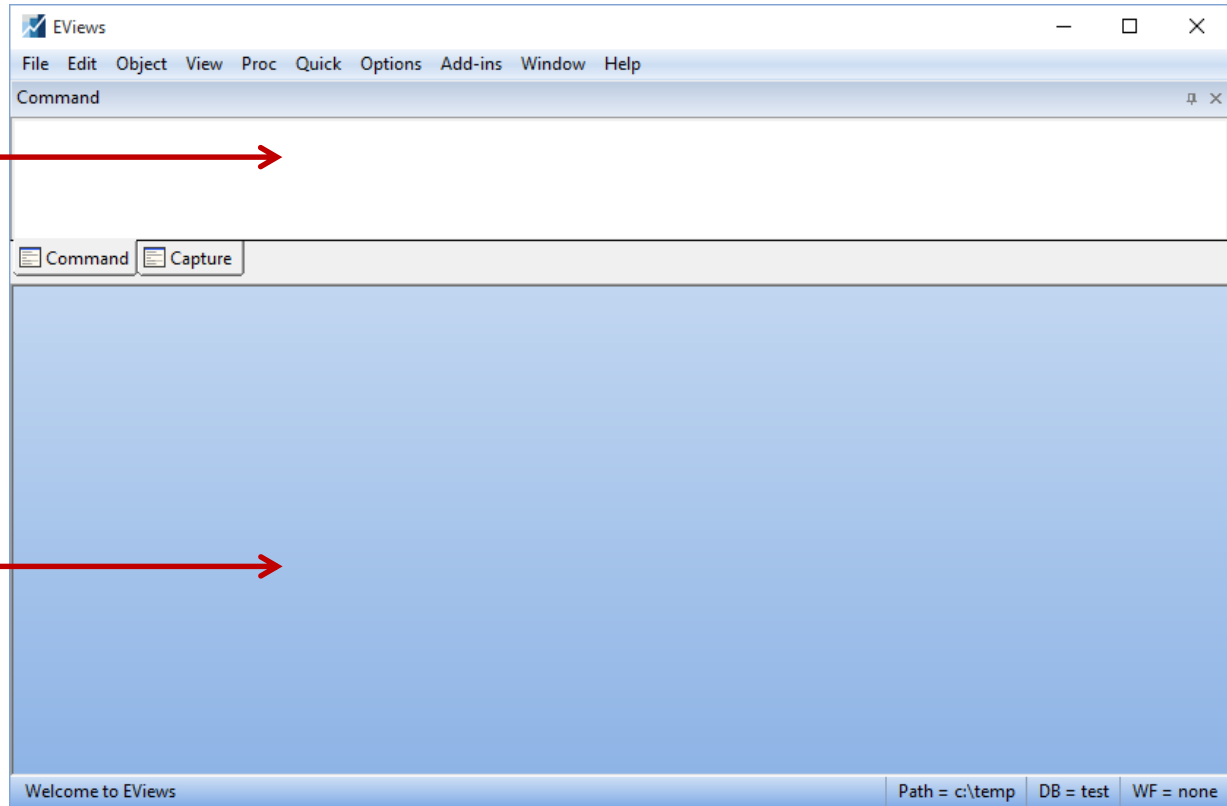 EViews
File Edit Object View Proc Quick Options Add-ins Window Help
Command
Command Capture
Welcome to EViews Path = c:\temp DB = test WF = none